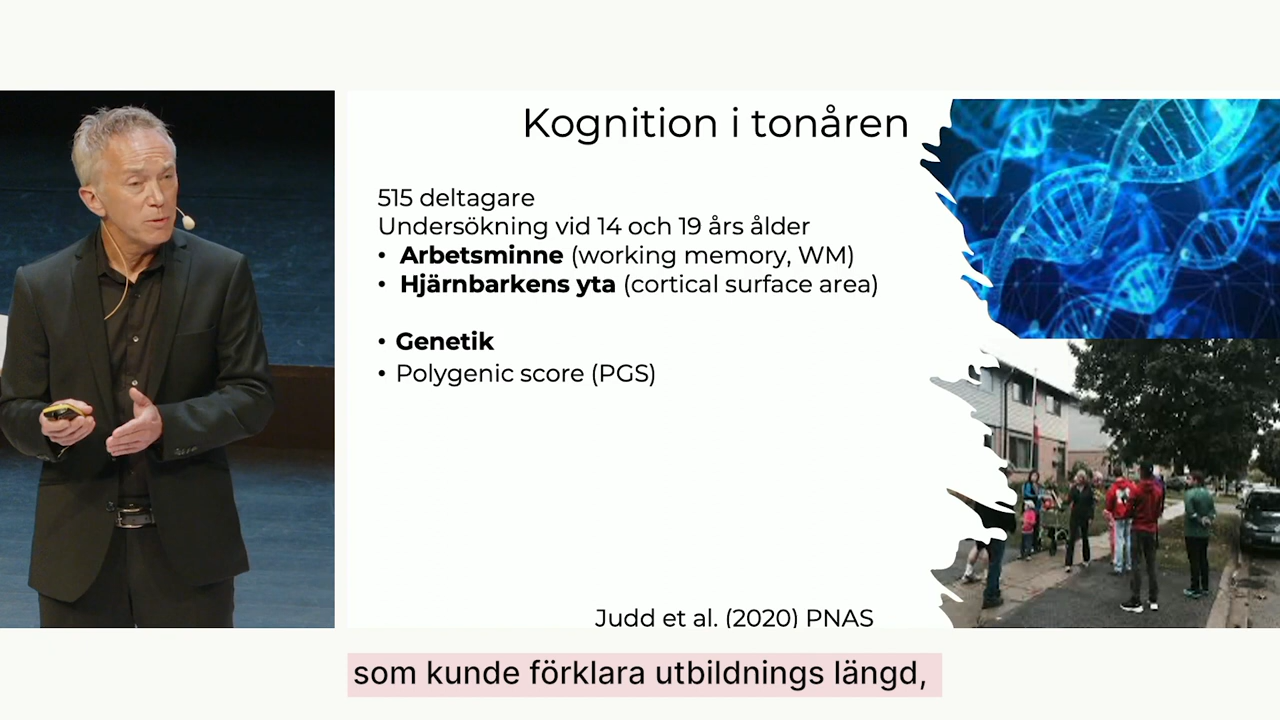 Kognition i tonåren
515 deltagare
Undersökning vid 14 och 19 års ålder
• Arbetsminne (working memory, WM)
• Hjärnbarkens yta (cortical surface area)
• Genetik
• Polygenic score (PGS)
Judd et al. (2020) PNAS
som kunde förklara utbildnings längd,